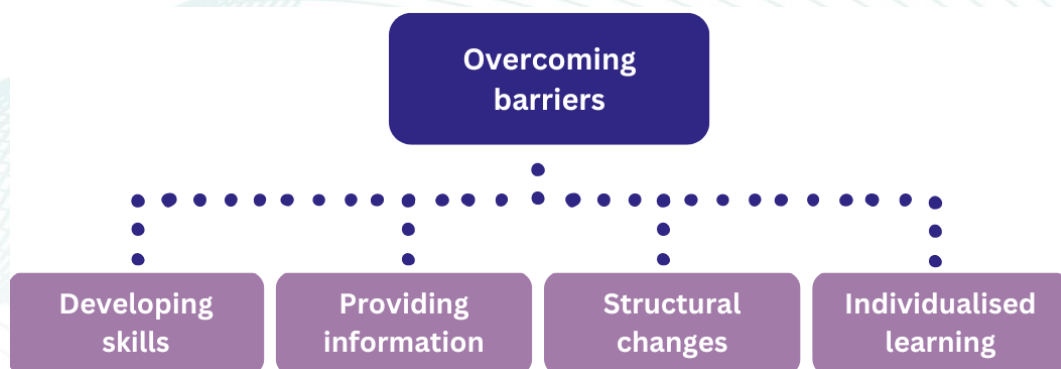 Overcoming
barriers
Developing
skills
Providing
information
Structural
changes
Individualised
learning